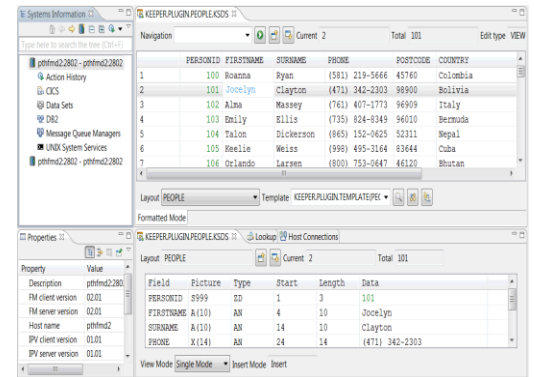 Systems Information
Type here to search the tree (Ctrl+F)
pthfmd2:2802 - pthfmd2:2802
Action History
CICS
Data Sets
DB2
Message Queue Managers
UNIX System Services
pthfmd2:2802 - pthfmd2:2802
KEEPER.PLUGIN.PEOPLE.KSDS
Navigation Current 2 Total 101 Edit type VIEW
PERSONID FIRSTNAME SURNAME PHONE POSTCODE COUNTRY
1 100 Roanna Ryan (581) 219-5666 45760 Colombia
2 101 Jocelyn Clayton (471) 342-2303 98900 Bolivia
3 102 Alma Massey (761) 407-1773 96909 Italy
4 103 Emily Ellis (735) 824-8349 96010 Bermuda
5 104 Talon Dickerson (865) 152-0625 52311 Nepal
6 105 Keelie Weiss (998) 495-3164 83644 Cuba
7 106 Orlando Larsen (800) 753-0647 46120 Bhutan
Layout PEOPLE Template KEEPER.PLUGIN.TEMPLATE(PE(
Formatted Mode
Properties
Property Value
Description pthfmd2:280
FM client version 02.01
FM server version 02.01
Host name pthfmd2
IPV client version 01.01
IPV server version 01.01
KEEPER.PLUGIN.PEOPLE.KSDS Lookup Host Connections
Layout PEOPLE Current 2 Total 101
Field Picture Type Start Length Data
PERSONID S999 ZD 1 3 101
FIRSTNAME A(10) AN 4 10 Jocelyn
SURNAME A(10) AN 14 10 Clayton
PHONE X(14) AN 24 14 (471) 342-2303
View Mode Single Mode Insert Mode Insert